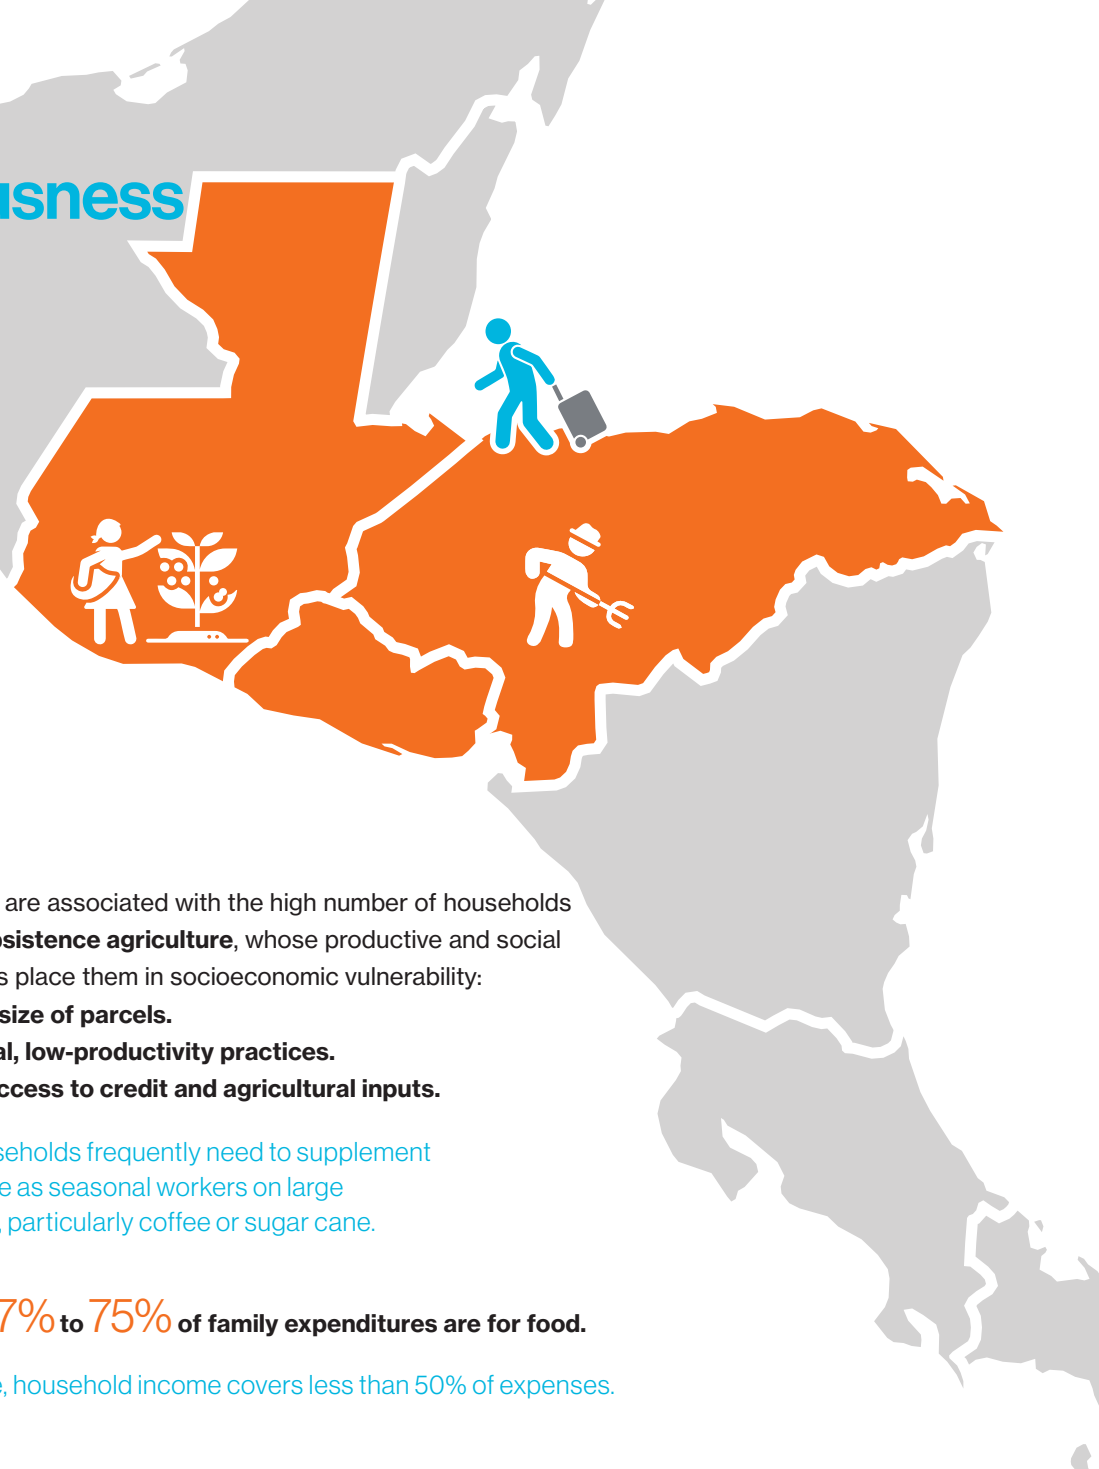 usness
are associated with the high number of households
sistence agriculture, whose productive and social
s place them in socioeconomic vulnerability:
size of parcels.
al, low-productivity practices.
ccess to credit and agricultural inputs.
seholds frequently need to supplement
e as seasonal workers on large
, particularly coffee or sugar cane.
7% to 75% of family expenditures are for food.
e, household income covers less than 50% of expenses.